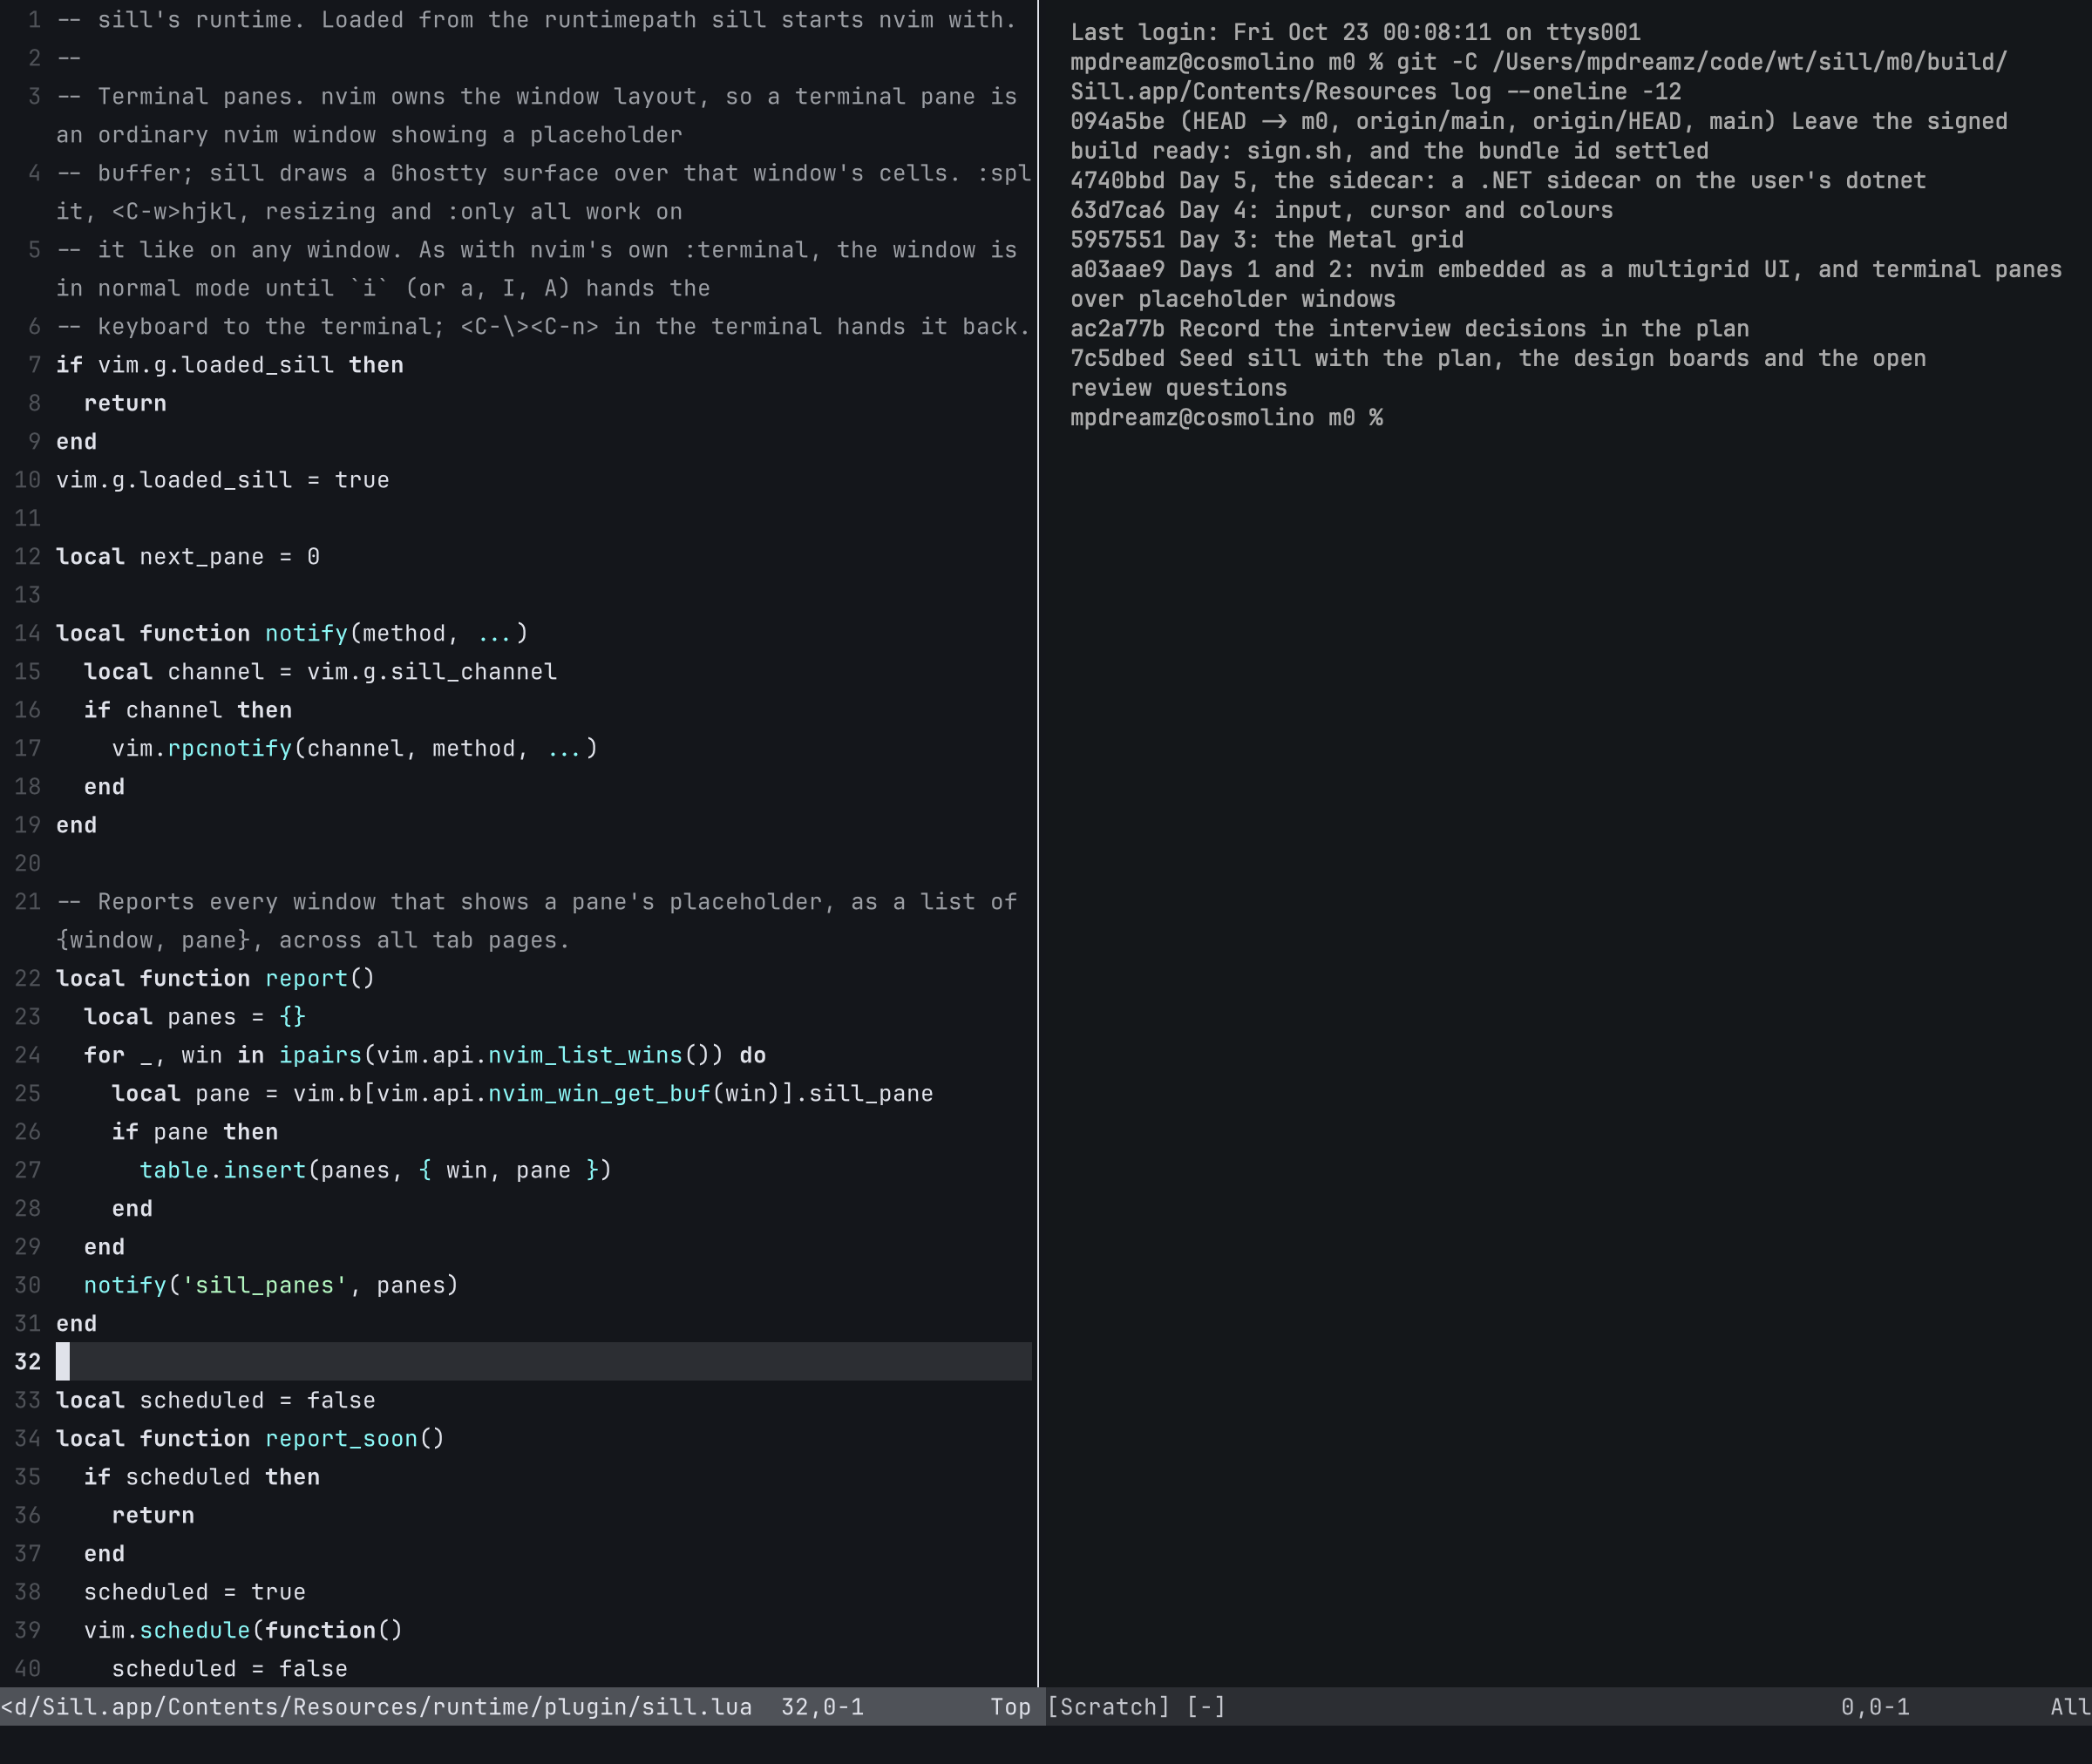 1 -- sill's runtime. Loaded from the runtimepath sill starts nvim with.
2 --
3 -- Terminal panes. nvim owns the window layout, so a terminal pane is
an ordinary nvim window showing a placeholder
4 -- buffer; sill draws a Ghostty surface over that window's cells. :spl
it, <C-w>hjkl, resizing and :only all work on
5 -- it like on any window. As with nvim's own :terminal, the window is
in normal mode until `i` (or a, I, A) hands the
6 -- keyboard to the terminal; <C-\><C-n> in the terminal hands it back.
7 if vim.g.loaded_sill then
8   return
9 end
10 vim.g.loaded_sill = true
11
12 local next_pane = 0
13
14 local function notify(method, ...)
15   local channel = vim.g.sill_channel
16   if channel then
17     vim.rpcnotify(channel, method, ...)
18   end
19 end
20
21 -- Reports every window that shows a pane's placeholder, as a list of
{window, pane}, across all tab pages.
22 local function report()
23   local panes = {}
24   for _, win in ipairs(vim.api.nvim_list_wins()) do
25     local pane = vim.b[vim.api.nvim_win_get_buf(win)].sill_pane
26     if pane then
27       table.insert(panes, { win, pane })
28     end
29   end
30   notify('sill_panes', panes)
31 end
32
33 local scheduled = false
34 local function report_soon()
35   if scheduled then
36     return
37   end
38   scheduled = true
39   vim.schedule(function()
40     scheduled = false
<d/Sill.app/Contents/Resources/runtime/plugin/sill.lua  32,0-1         Top
Last login: Fri Oct 23 00:08:11 on ttys001
mpdreamz@cosmolino m0 % git -C /Users/mpdreamz/code/wt/sill/m0/build/
Sill.app/Contents/Resources log --oneline -12
094a5be (HEAD -> m0, origin/main, origin/HEAD, main) Leave the signed
build ready: sign.sh, and the bundle id settled
4740bbd Day 5, the sidecar: a .NET sidecar on the user's dotnet
63d7ca6 Day 4: input, cursor and colours
5957551 Day 3: the Metal grid
a03aae9 Days 1 and 2: nvim embedded as a multigrid UI, and terminal panes
over placeholder windows
ac2a77b Record the interview decisions in the plan
7c5dbed Seed sill with the plan, the design boards and the open
review questions
mpdreamz@cosmolino m0 %
[Scratch] [-]                                            0,0-1          All